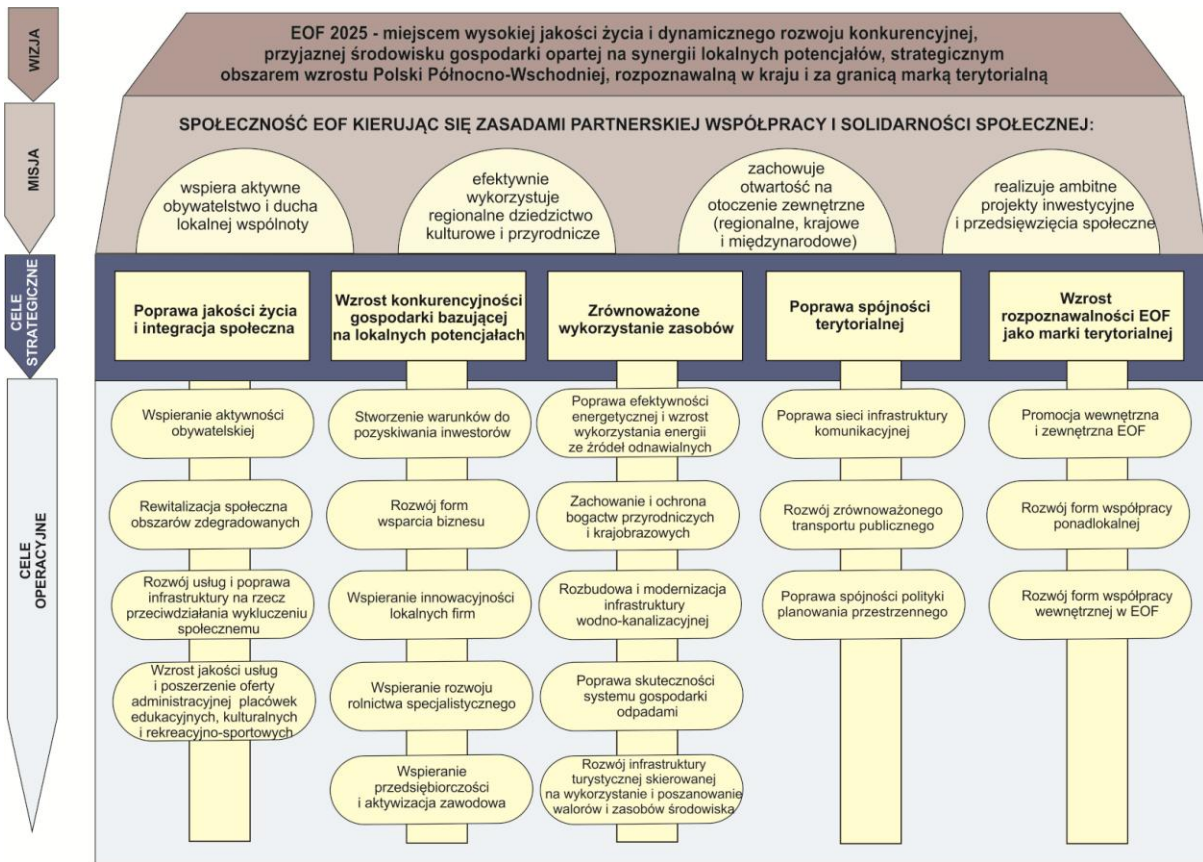 WIZJA
EOF 2025 - miejscem wysokiej jakości życia i dynamicznego rozwoju konkurencyjnej,
przyjaznej środowisku gospodarki opartej na synergii lokalnych potencjałów, strategicznym
obszarem wzrostu Polski Północno-Wschodniej, rozpoznawalną w kraju i za granicą marką terytorialną
MISJA
SPOŁECZNOŚĆ EOF KIERUJĄC SIĘ ZASADAMI PARTNERSKIEJ WSPÓŁPRACY I SOLIDARNOŚCI SPOŁECZNEJ:
wspiera aktywne
obywatelstwo i ducha
lokalnej wspólnoty
efektywnie
wykorzystuje
regionalne dziedzictwo
kulturowe i przyrodnicze
zachowuje
otwartość na
otoczenie zewnętrzne
(regionalne, krajowe
i międzynarodowe)
realizuje ambitne
projekty inwestycyjne
i przedsięwzięcia społeczne
CELE
STRATEGICZNE
Poprawa jakości życia
i integracja społeczna
Wzrost konkurencyjności
gospodarki bazującej
na lokalnych potencjałach
Zrównoważone
wykorzystanie zasobów
Poprawa spójności
terytorialnej
Wzrost
rozpoznawalności EOF
jako marki terytorialnej
CELE
OPERACYJNE
Wspieranie aktywności
obywatelskiej
Rewitalizacja społeczna
obszarów zdegradowanych
Rozwój usług i poprawa
infrastruktury na rzecz
przeciwdziałania wykluczeniu
społecznemu
Wzrost jakości usług
i poszerzenie oferty
administracyjnej placówek
edukacyjnych, kulturalnych
i rekreacyjno-sportowych
Stworzenie warunków do
pozyskiwania inwestorów
Rozwój form
wsparcia biznesu
Wspieranie innowacyjności
lokalnych firm
Wspieranie rozwoju
rolnictwa specjalistycznego
Wspieranie
przedsiębiorczości
i aktywizacja zawodowa
Poprawa efektywności
energetycznej i wzrost
wykorzystania energii
ze źródeł odnawialnych
Zachowanie i ochrona
bogactw przyrodniczych
i krajobrazowych
Rozbudowa i modernizacja
infrastruktury
wodno-kanalizacyjnej
Poprawa skuteczności
systemu gospodarki
odpadami
Rozwój infrastruktury
turystycznej skierowanej
na wykorzystanie i poszanowanie
walorów i zasobów środowiska
Poprawa sieci infrastruktury
komunikacyjnej
Rozwój zrównoważonego
transportu publicznego
Poprawa spójności polityki
planowania przestrzennego
Promocja wewnętrzna
i zewnętrzna EOF
Rozwój form współpracy
ponadlokalnej
Rozwój form współpracy
wewnętrznej w EOF